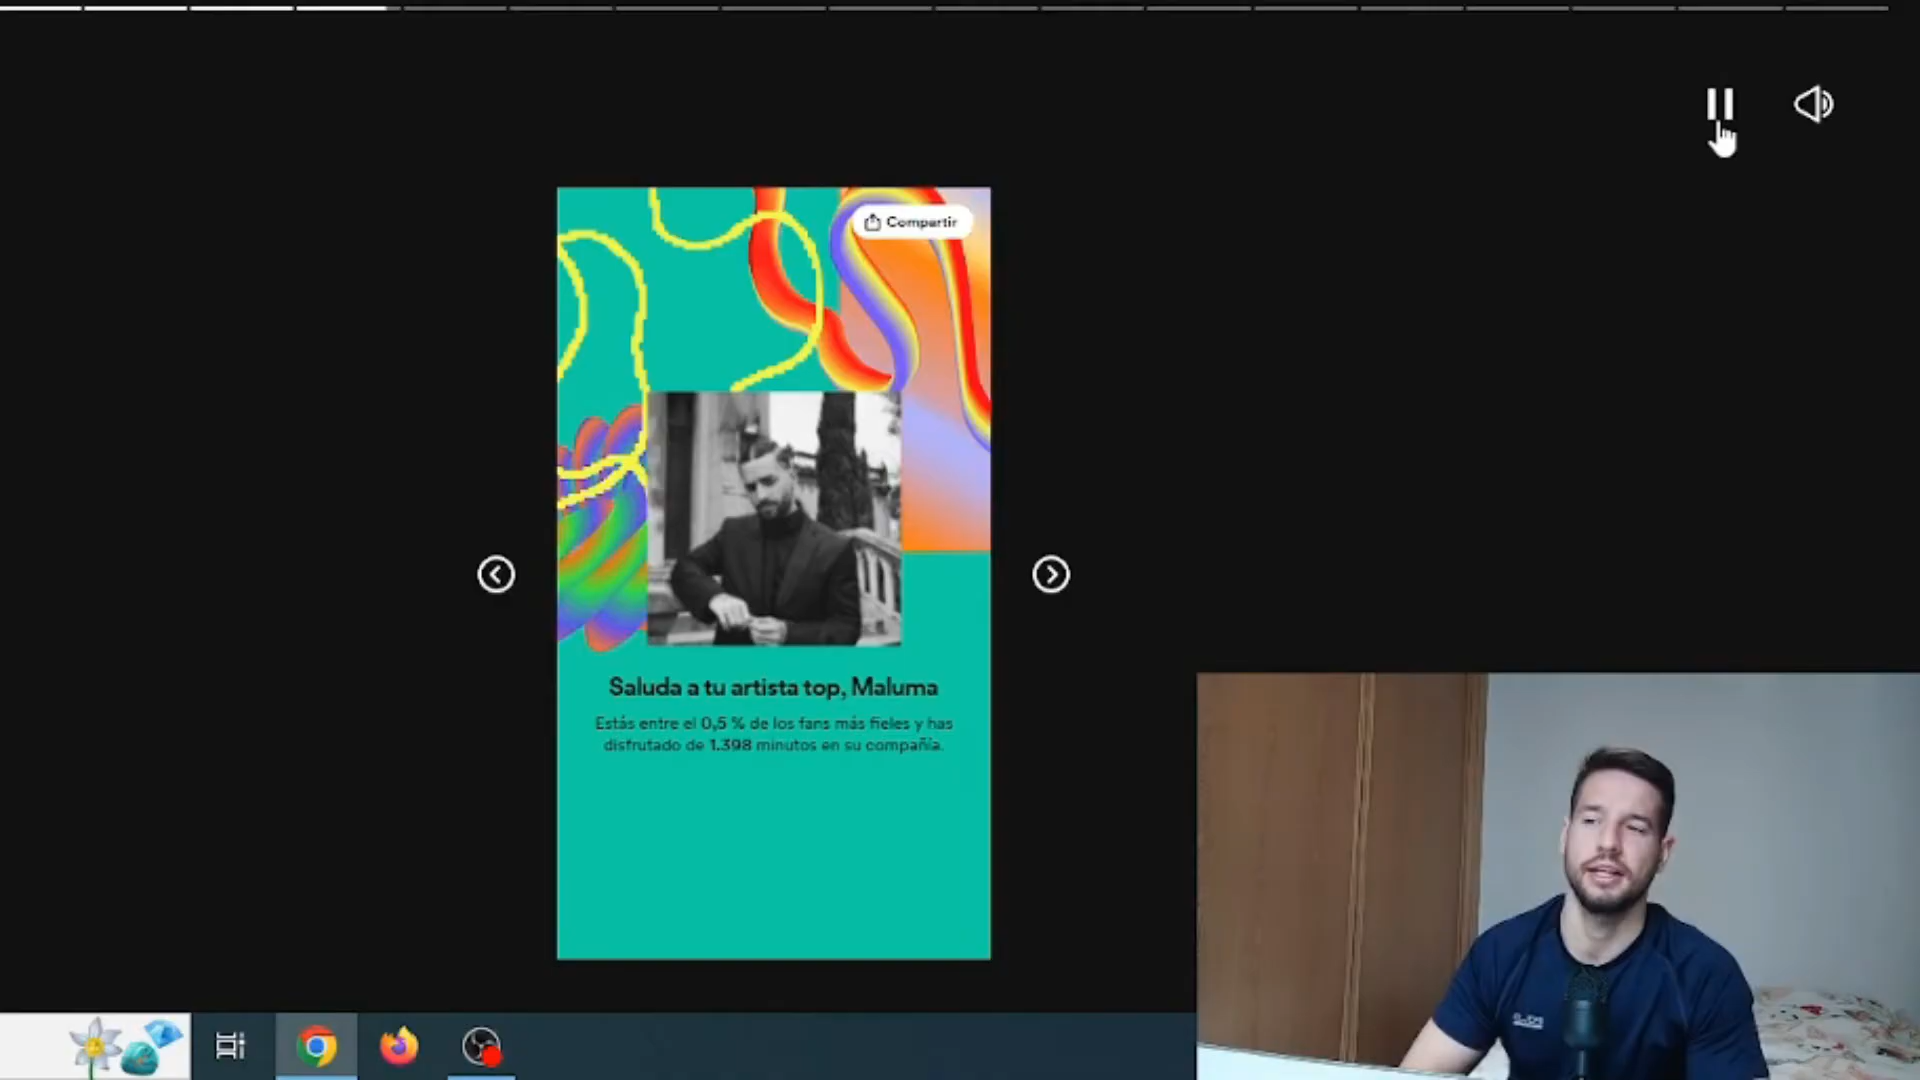 Compartir
Saluda a tu artista top, Maluma
Estás entre el 0,5 % de los fans más fieles y has
disfrutado de 1.398 minutos en su compañía.